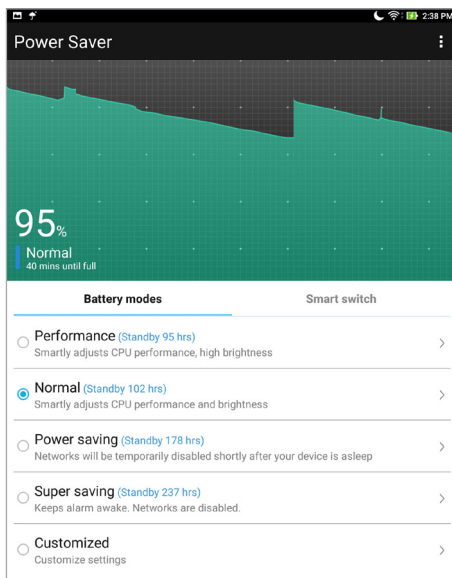 2:38 PM
Power Saver
95%
Normal
40 mins until full
Battery modes
Smart switch
Performance (Standby 95 hrs)
Smartly adjusts CPU performance, high brightness
Normal (Standby 102 hrs)
Smartly adjusts CPU performance and brightness
Power saving (Standby 178 hrs)
Networks will be temporarily disabled shortly after your device is asleep
Super saving (Standby 237 hrs)
Keeps alarm awake. Networks are disabled.
Customized
Customize settings